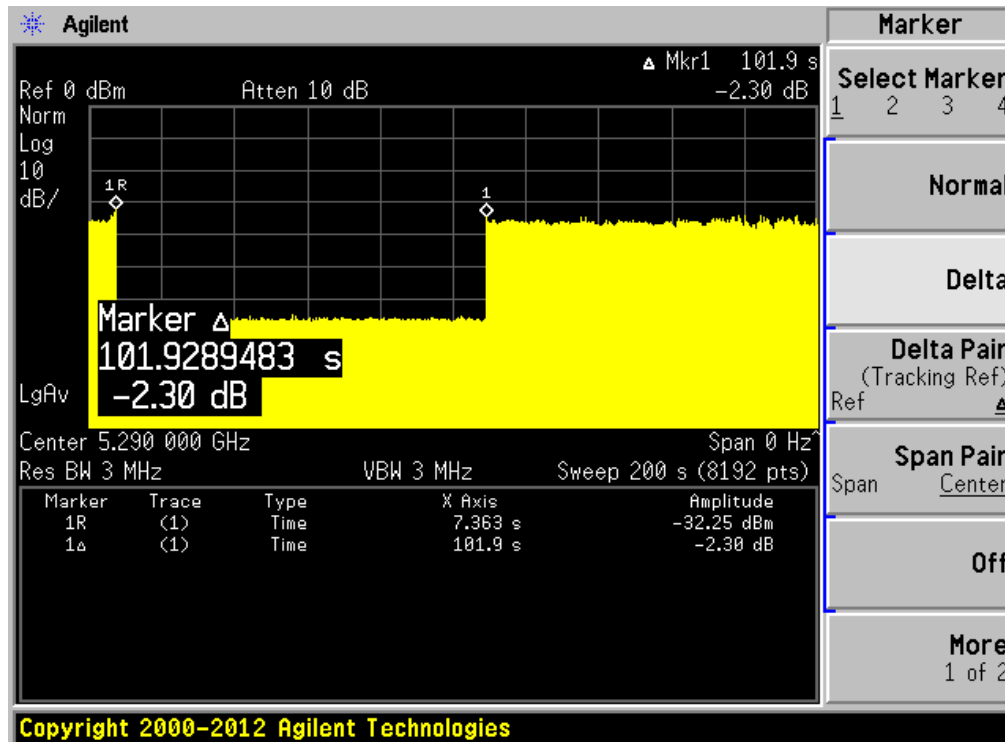 Agilent
Marker
Δ Mkr1 101.9 s
Ref 0 dBm Atten 10 dB -2.30 dB
Norm
Log
10
dB/
1R
1
Marker Δ
101.9289483 s
-2.30 dB
LgAv
Center 5.290 000 GHz Span 0 Hz^
Res BW 3 MHz VBW 3 MHz Sweep 200 s (8192 pts)
Marker Trace Type X Axis Amplitude
1R (1) Time 7.363 s -32.25 dBm
1Δ (1) Time 101.9 s -2.30 dB
Select Marker
1 2 3 4
Normal
Delta
Delta Pair
(Tracking Ref)
Ref Δ
Span Pair
Span Center
Off
More
1 of 2
Copyright 2000-2012 Agilent Technologies